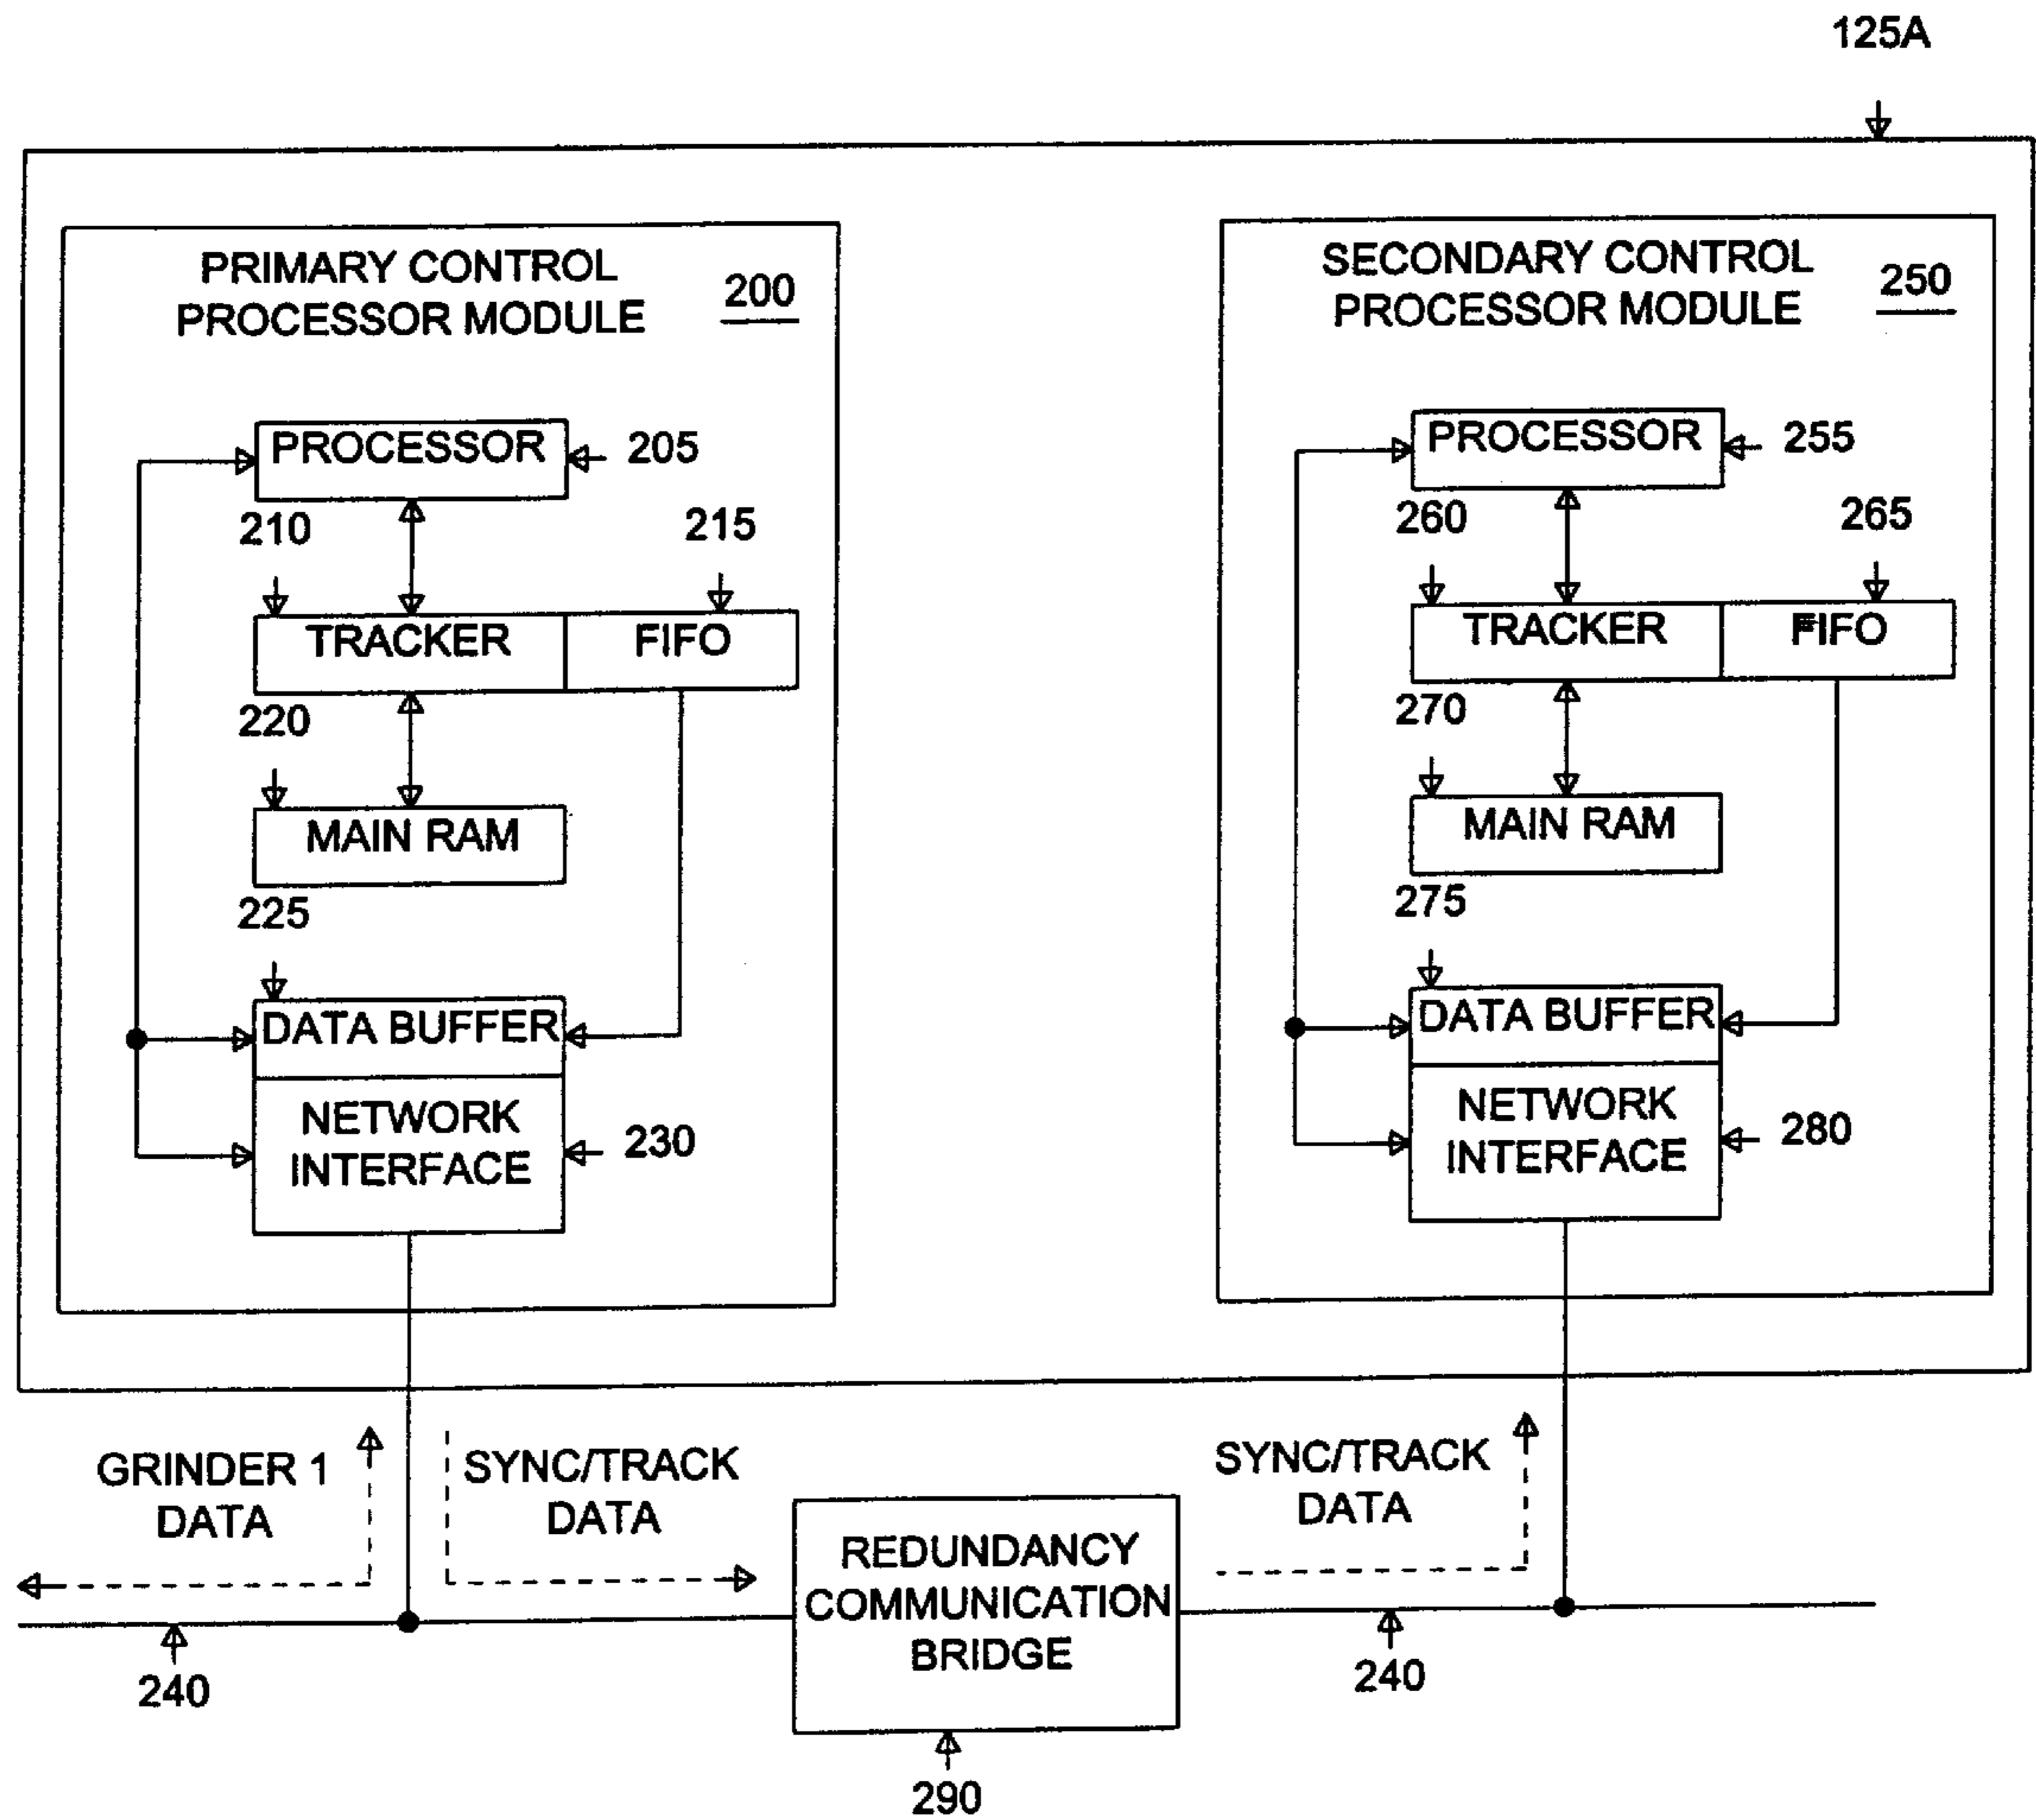 125A
PRIMARY CONTROL
PROCESSOR MODULE
200
PROCESSOR
205
210
215
TRACKER
FIFO
220
MAIN RAM
225
DATA BUFFER
NETWORK
INTERFACE
230
SECONDARY CONTROL
PROCESSOR MODULE
250
PROCESSOR
255
260
265
TRACKER
FIFO
270
MAIN RAM
275
DATA BUFFER
NETWORK
INTERFACE
280
GRINDER 1
DATA
SYNC/TRACK
DATA
SYNC/TRACK
DATA
REDUNDANCY
COMMUNICATION
BRIDGE
240
240
290